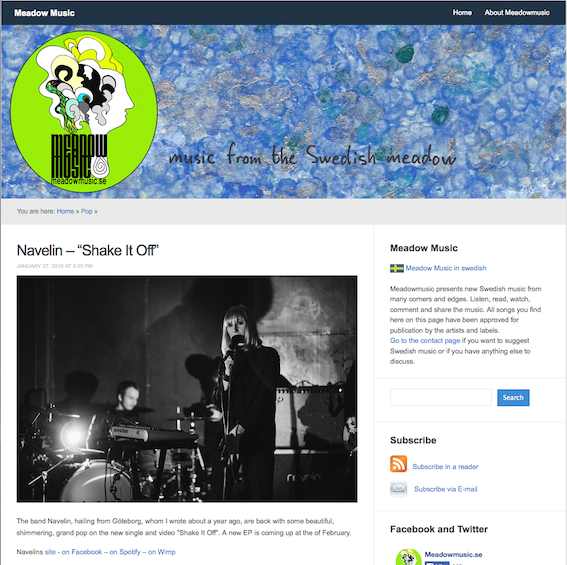 Meadow Music
Home
About Meadowmusic
MEADOW
MUSIC
meadowmusic.se
music from the Swedish meadow
You are here: Home » Pop »
Navelin – “Shake It Off”
JANUARY 27, 2015 AT 5:20 PM
The band Navelin, hailing from Göteborg, whom I wrote about a year ago, are back with some beautiful,
shimmering, grand pop on the new single and video "Shake It Off". A new EP is coming up at the of February.
Navelins site - on Facebook – on Spotify – on Wimp
Meadow Music
Meadow Music in swedish
Meadowmusic presents new Swedish music from
many corners and edges. Listen, read, watch,
comment and share the music. All songs you find
here on this page have been approved for
publication by the artists and labels.
Go to the contact page if you want to suggest
Swedish music or if you have anything else to
discuss.
Search
Subscribe
Subscribe in a reader
Subscribe via E-mail
Facebook and Twitter
Meadowmusic.se